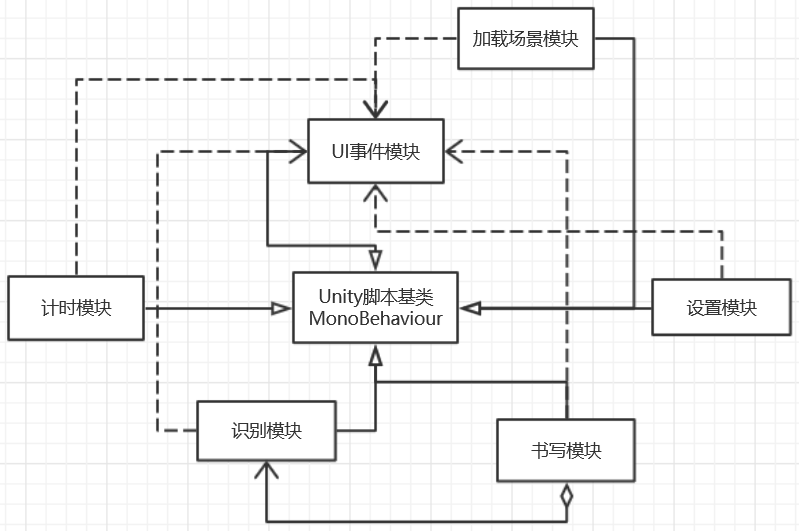 加载场景模块
UI事件模块
计时模块
Unity脚本基类
MonoBehaviour
设置模块
识别模块
书写模块